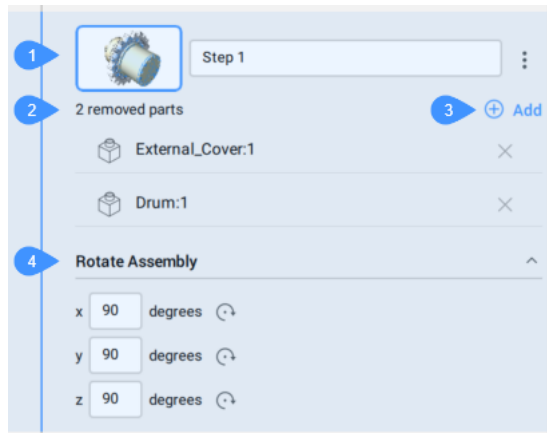 1 Step 1
2 2 removed parts 3 Add
External_Cover:1
Drum:1
4 Rotate Assembly
x 90 degrees
y 90 degrees
z 90 degrees